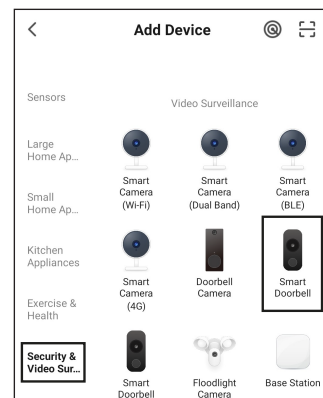 Add Device
Sensors
Large
Home Ap...
Small
Home Ap...
Kitchen
Appliances
Exercise &
Health
Security &
Video Sur...
Video Surveillance
Smart
Camera
(Wi-Fi)
Smart
Camera
(Dual Band)
Smart
Camera
(BLE)
Smart
Camera
(4G)
Doorbell
Camera
Smart
Doorbell
Smart
Doorbell
Floodlight
Camera
Base Station